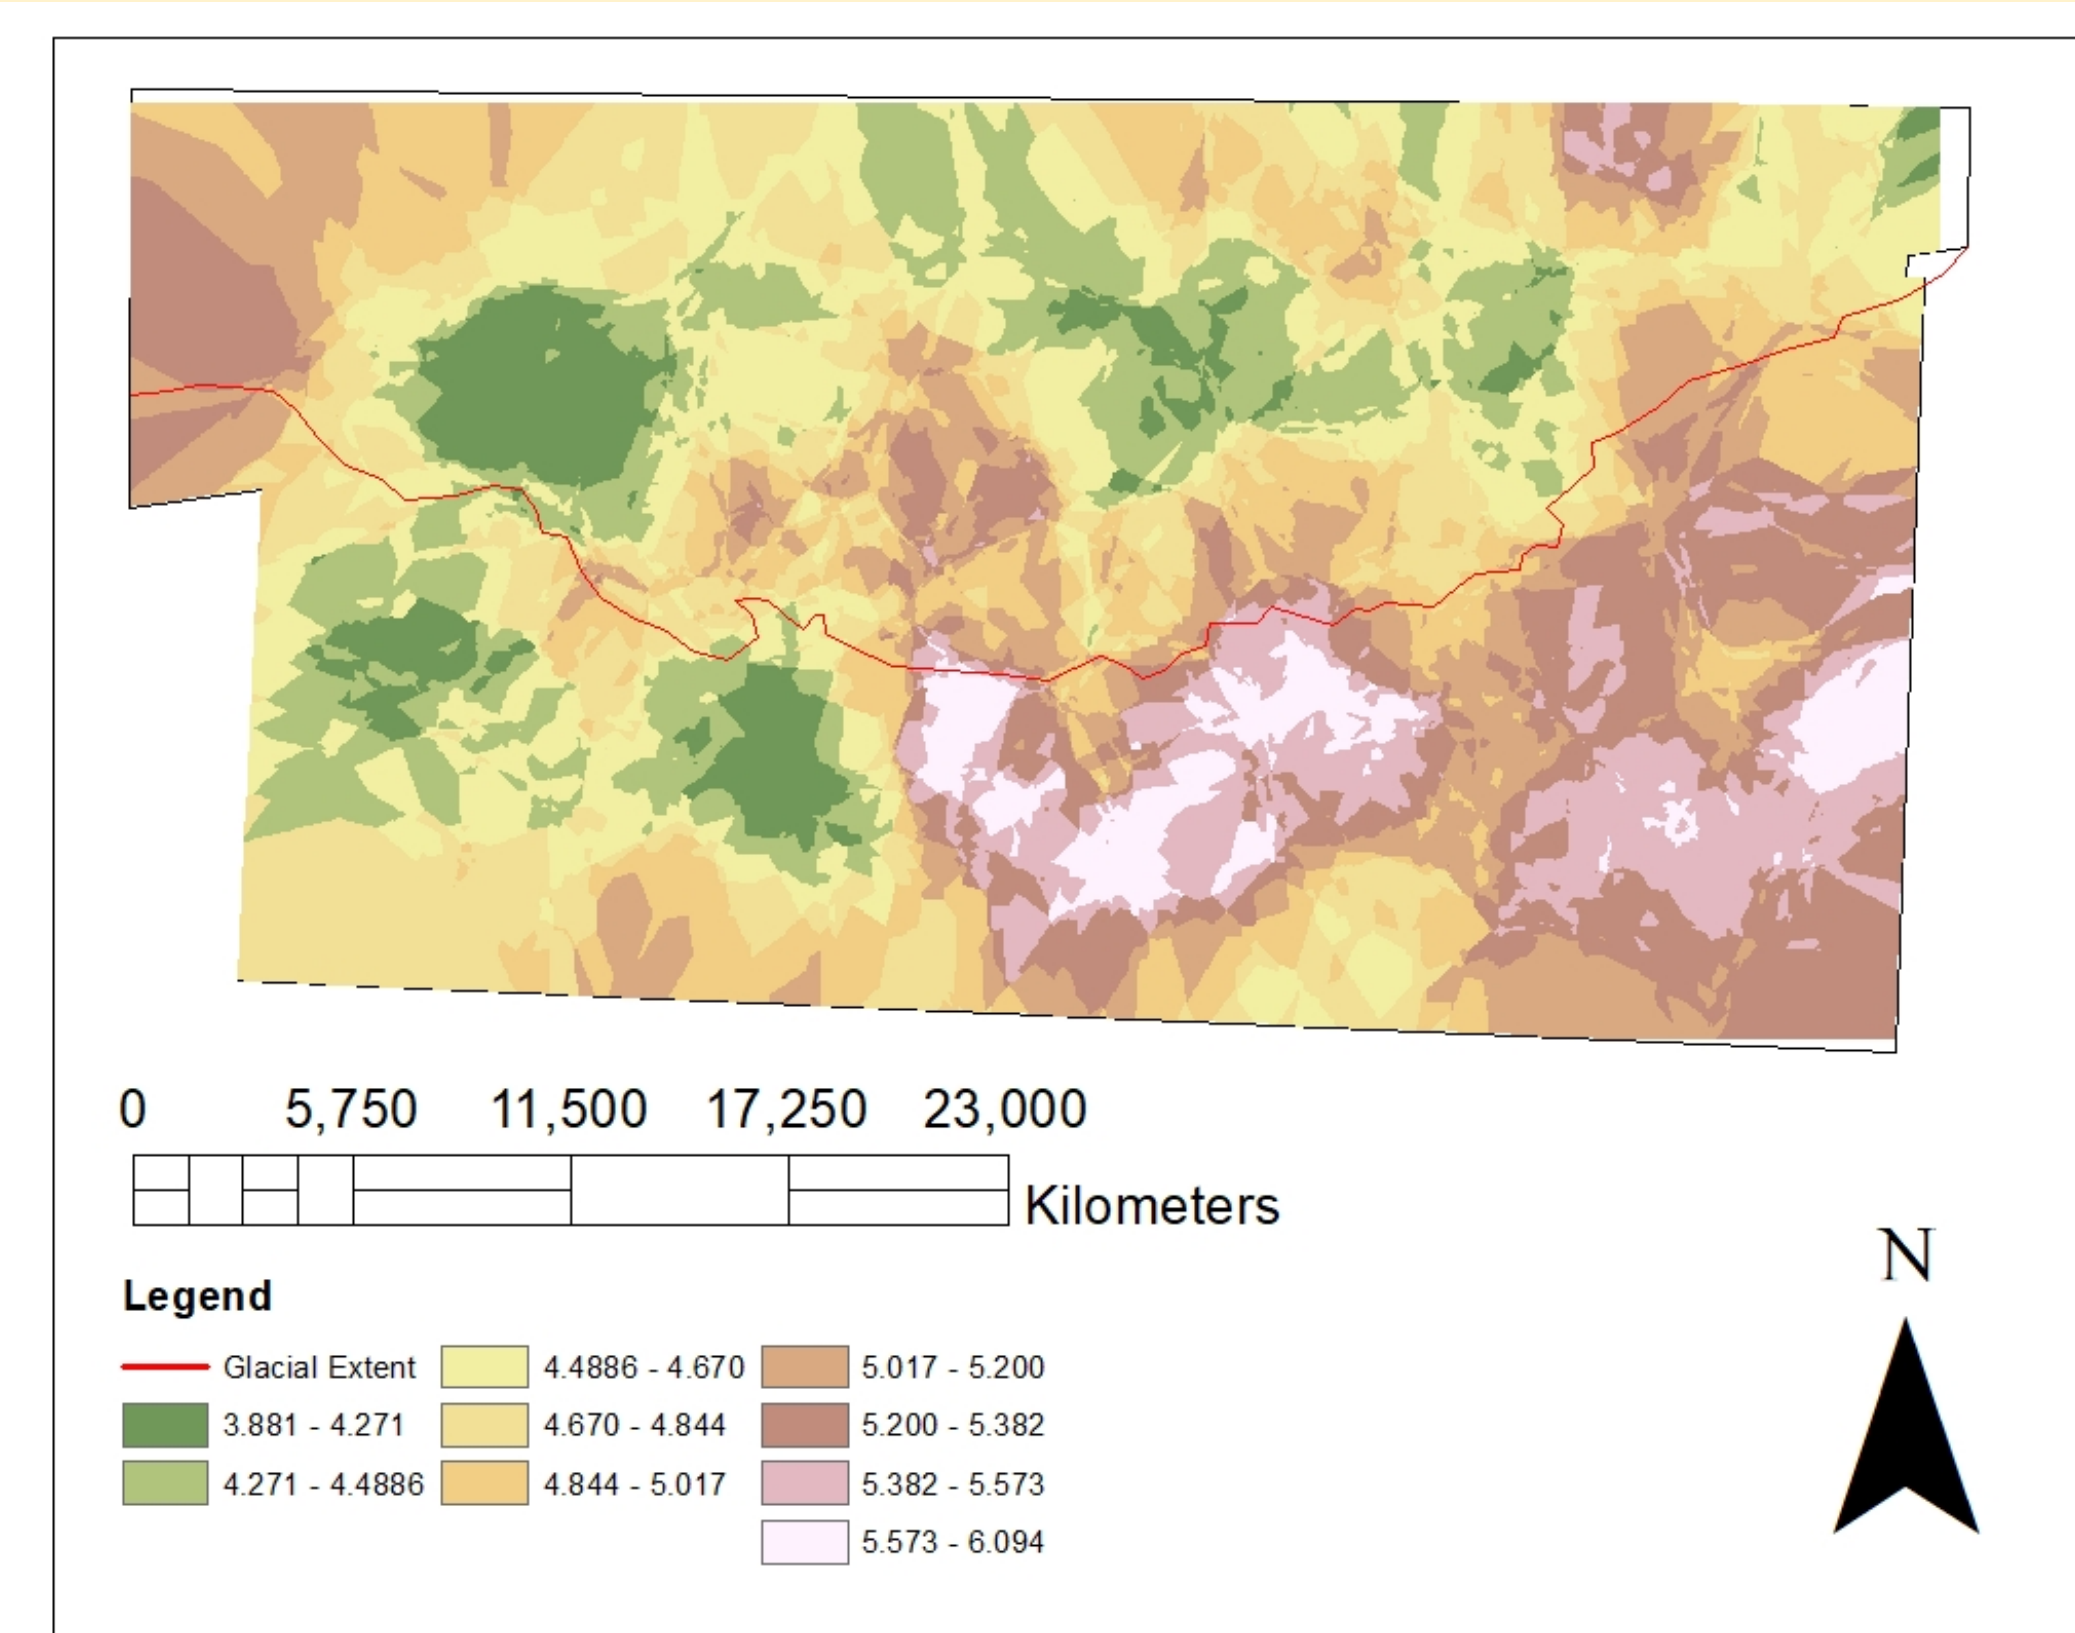 0 5,750 11,500 17,250 23,000
Kilometers
N
Legend
Glacial Extent
3.881 - 4.271
4.271 - 4.4886
4.4886 - 4.670
4.670 - 4.844
4.844 - 5.017
5.017 - 5.200
5.200 - 5.382
5.382 - 5.573
5.573 - 6.094